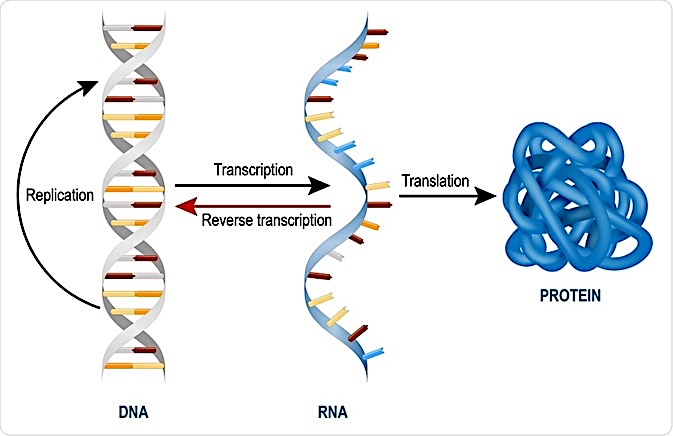 Replication
Transcription
Reverse transcription
Translation
PROTEIN
DNA
RNA